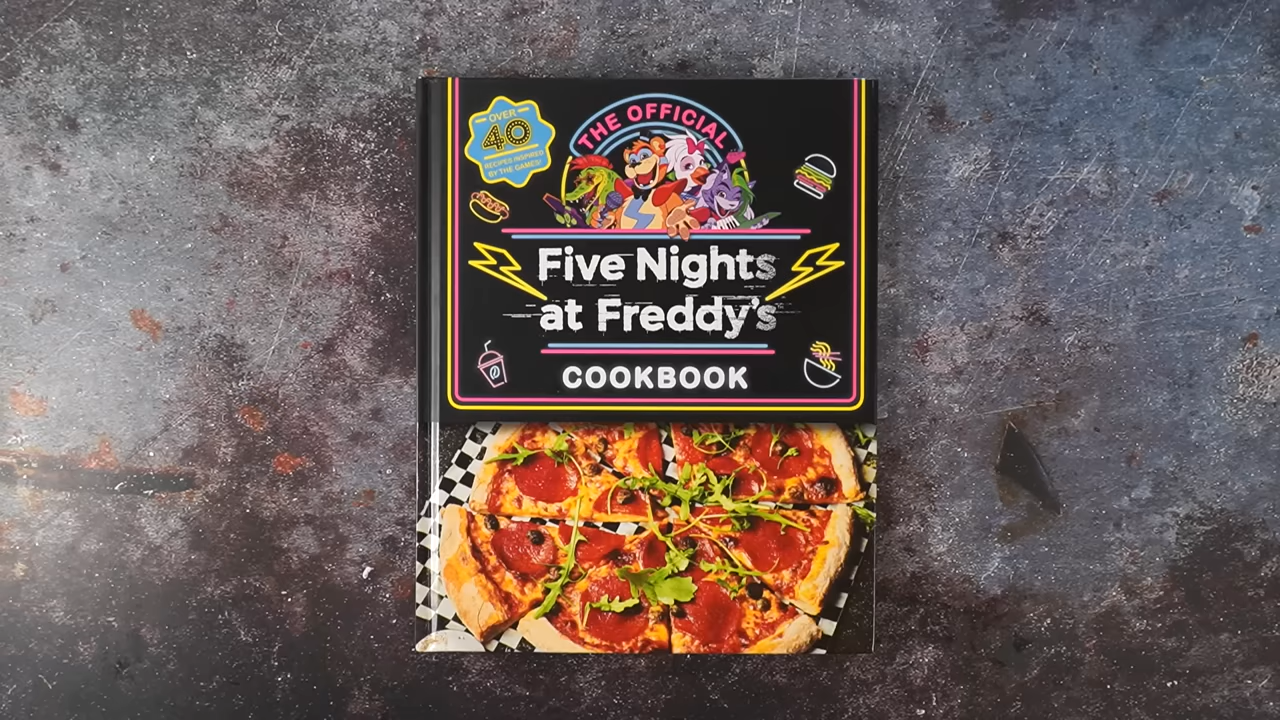 OVER
40
RECIPES INSPIRED
BY THE GAMES!
THE OFFICIAL
Five Nights
at Freddy's
COOKBOOK